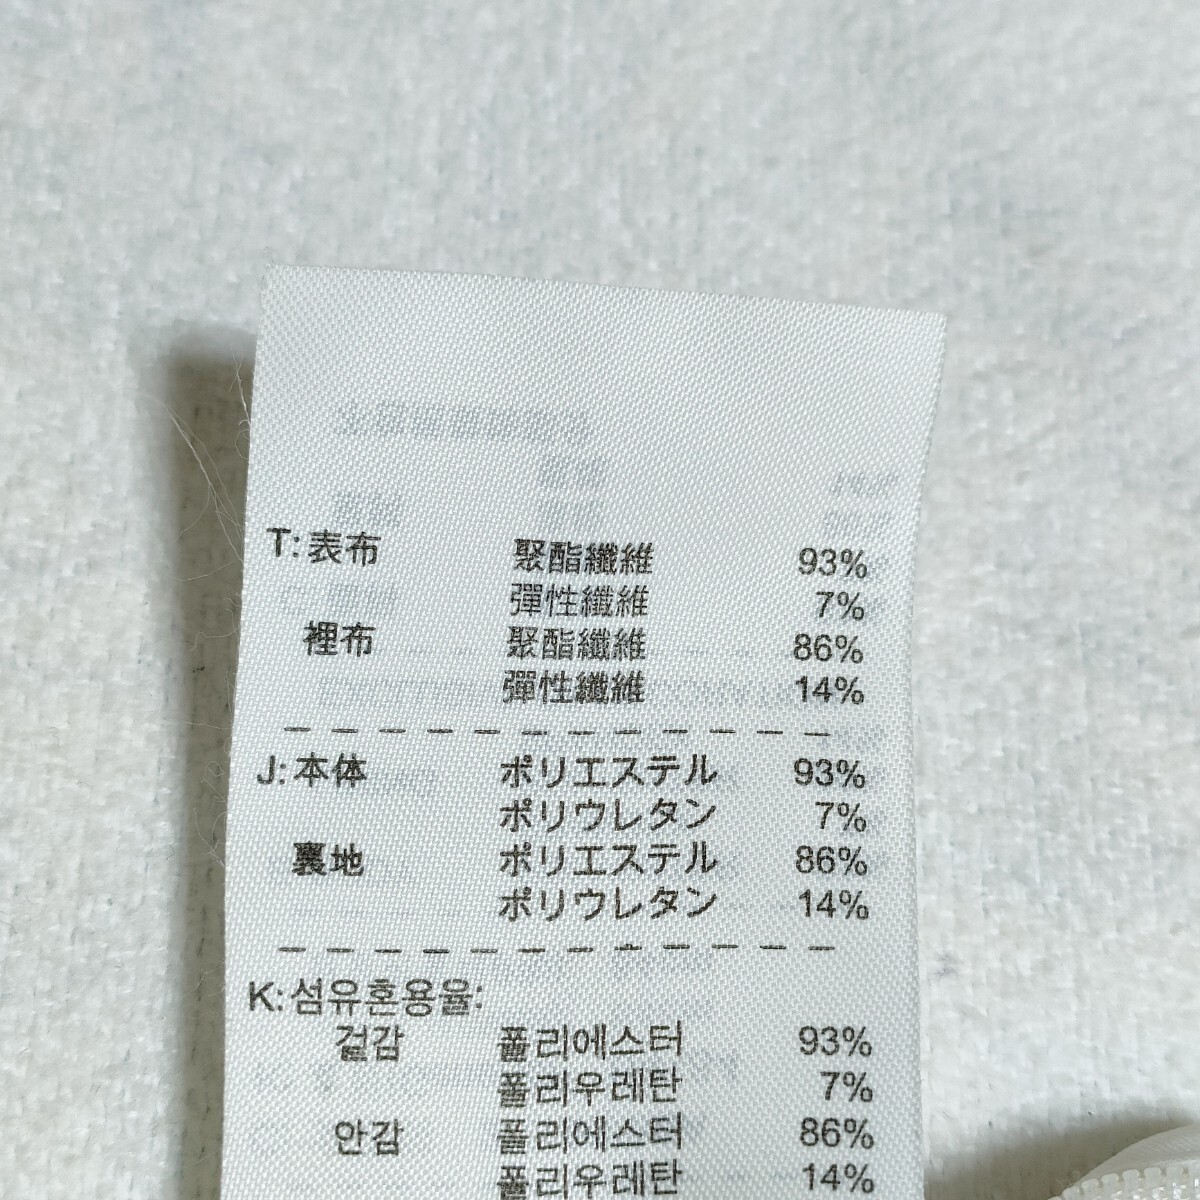 T: 表布 聚酯纖維 93%
彈性纖維 7%
裡布 聚酯纖維 86%
彈性纖維 14%
J: 本体 ポリエステル 93%
ポリウレタン 7%
裏地 ポリエステル 86%
ポリウレタン 14%
K: 섬유혼용율:
겉감 폴리에스터 93%
폴리우레탄 7%
안감 폴리에스터 86%
폴리우레탄 14%